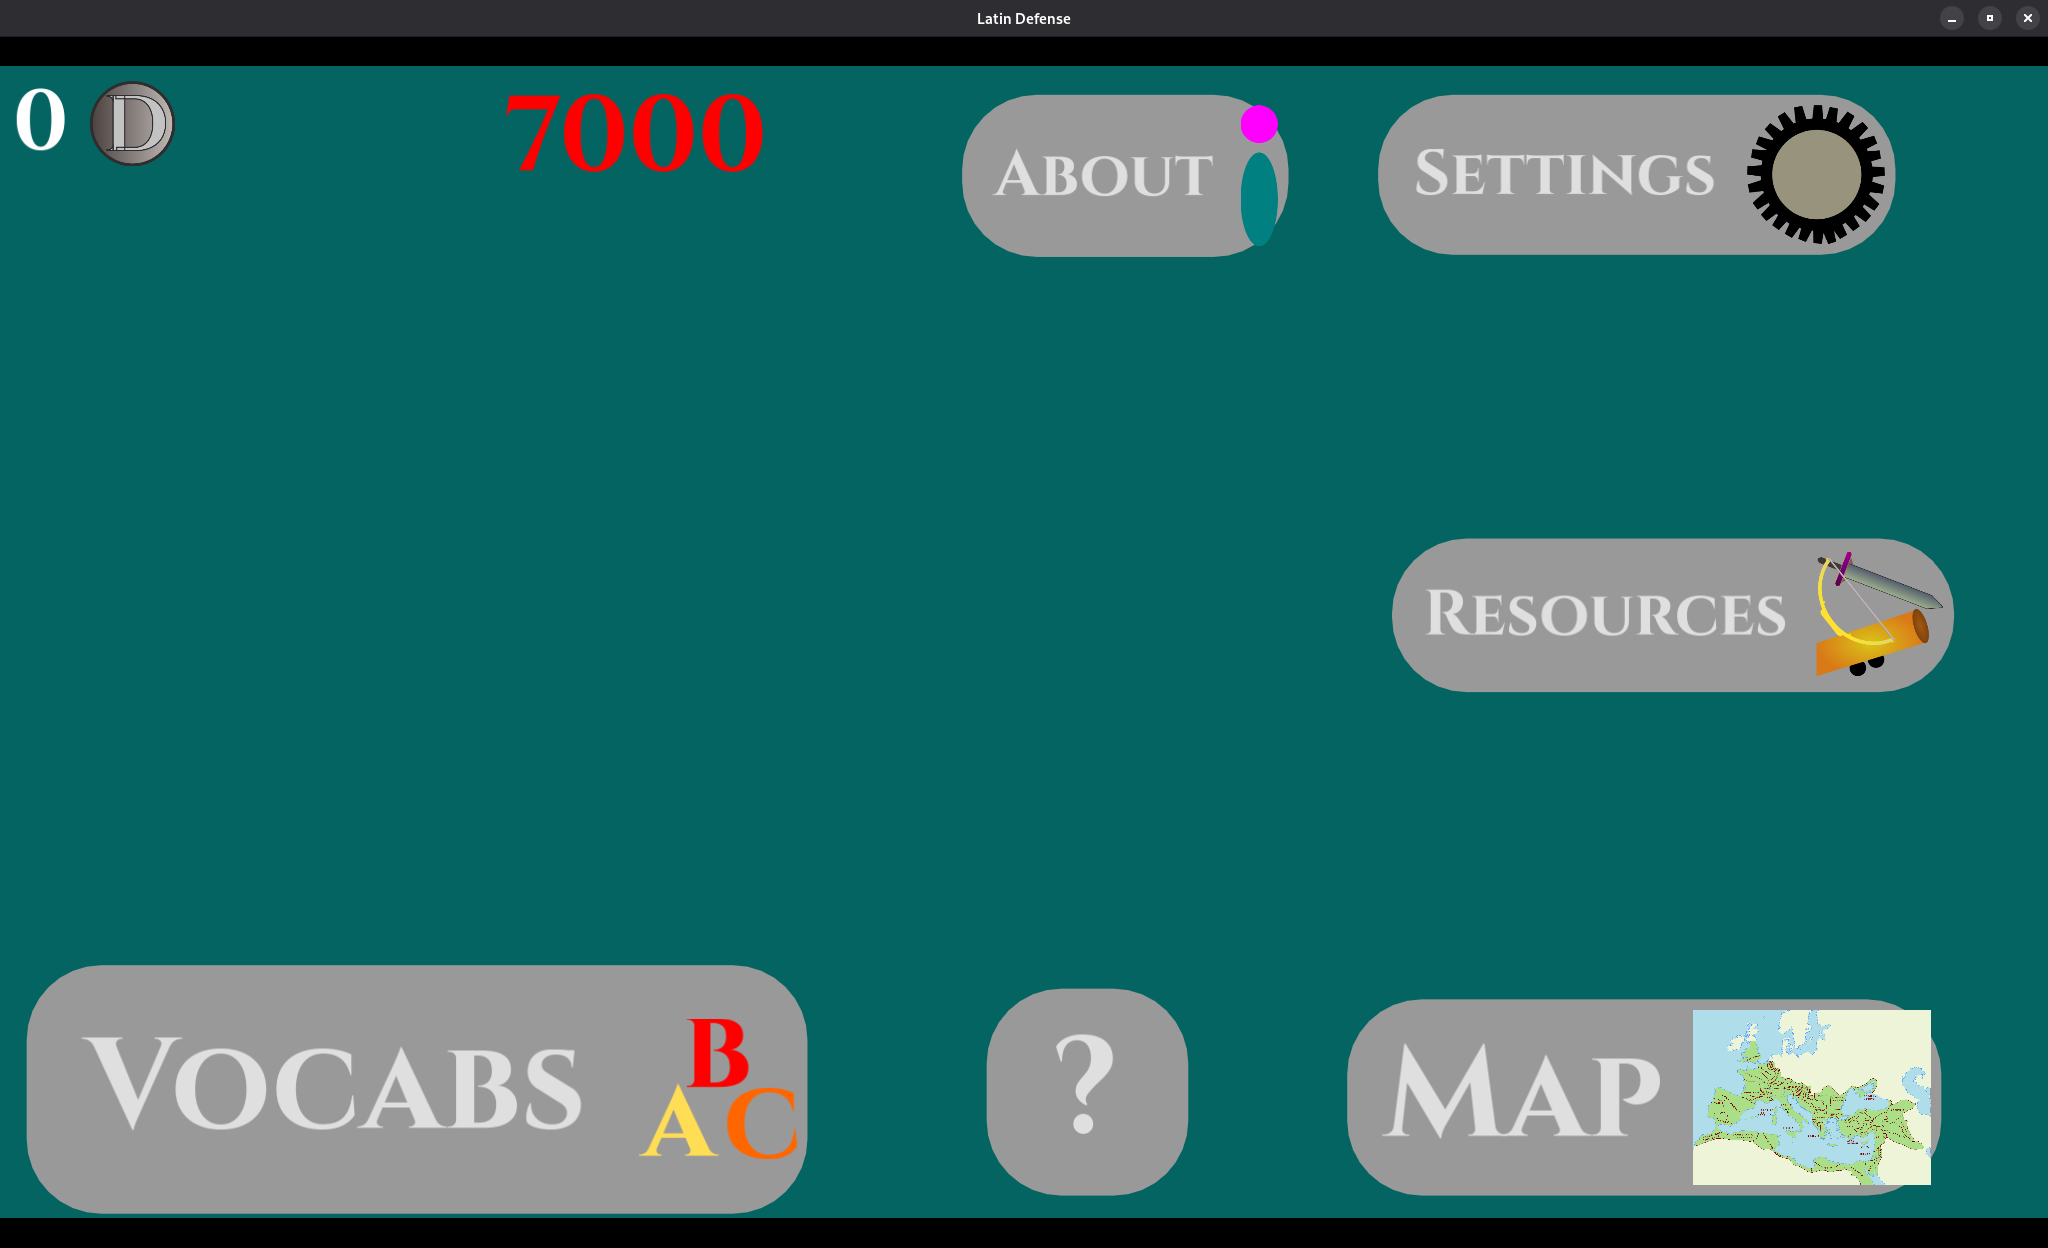 Latin Defense
0 D
7000
About
Settings
Resources
Vocabs
B
A C
?
Map